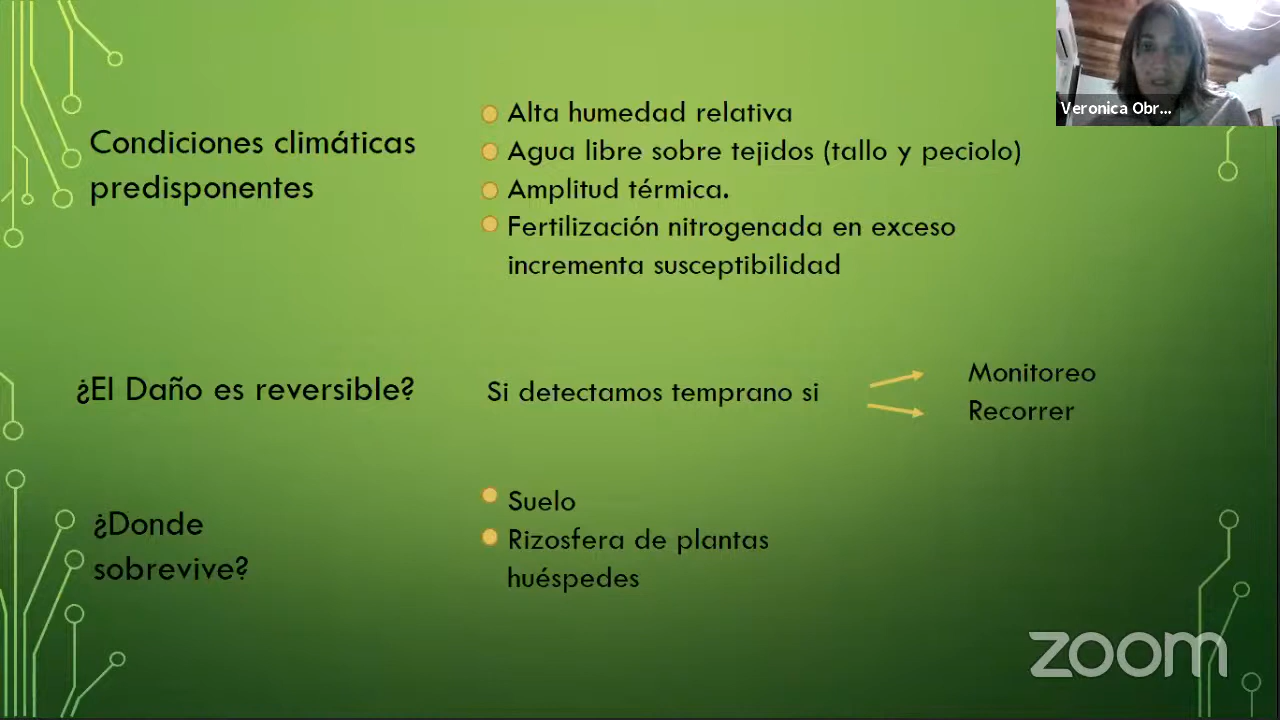 Veronica Obr...
Condiciones climáticas
predisponentes
Alta humedad relativa
Agua libre sobre tejidos (tallo y peciolo)
Amplitud térmica.
Fertilización nitrogenada en exceso
incrementa susceptibilidad
¿El Daño es reversible?
Si detectamos temprano si
Monitoreo
Recorrer
¿Donde
sobrevive?
Suelo
Rizosfera de plantas
huéspedes
zoom